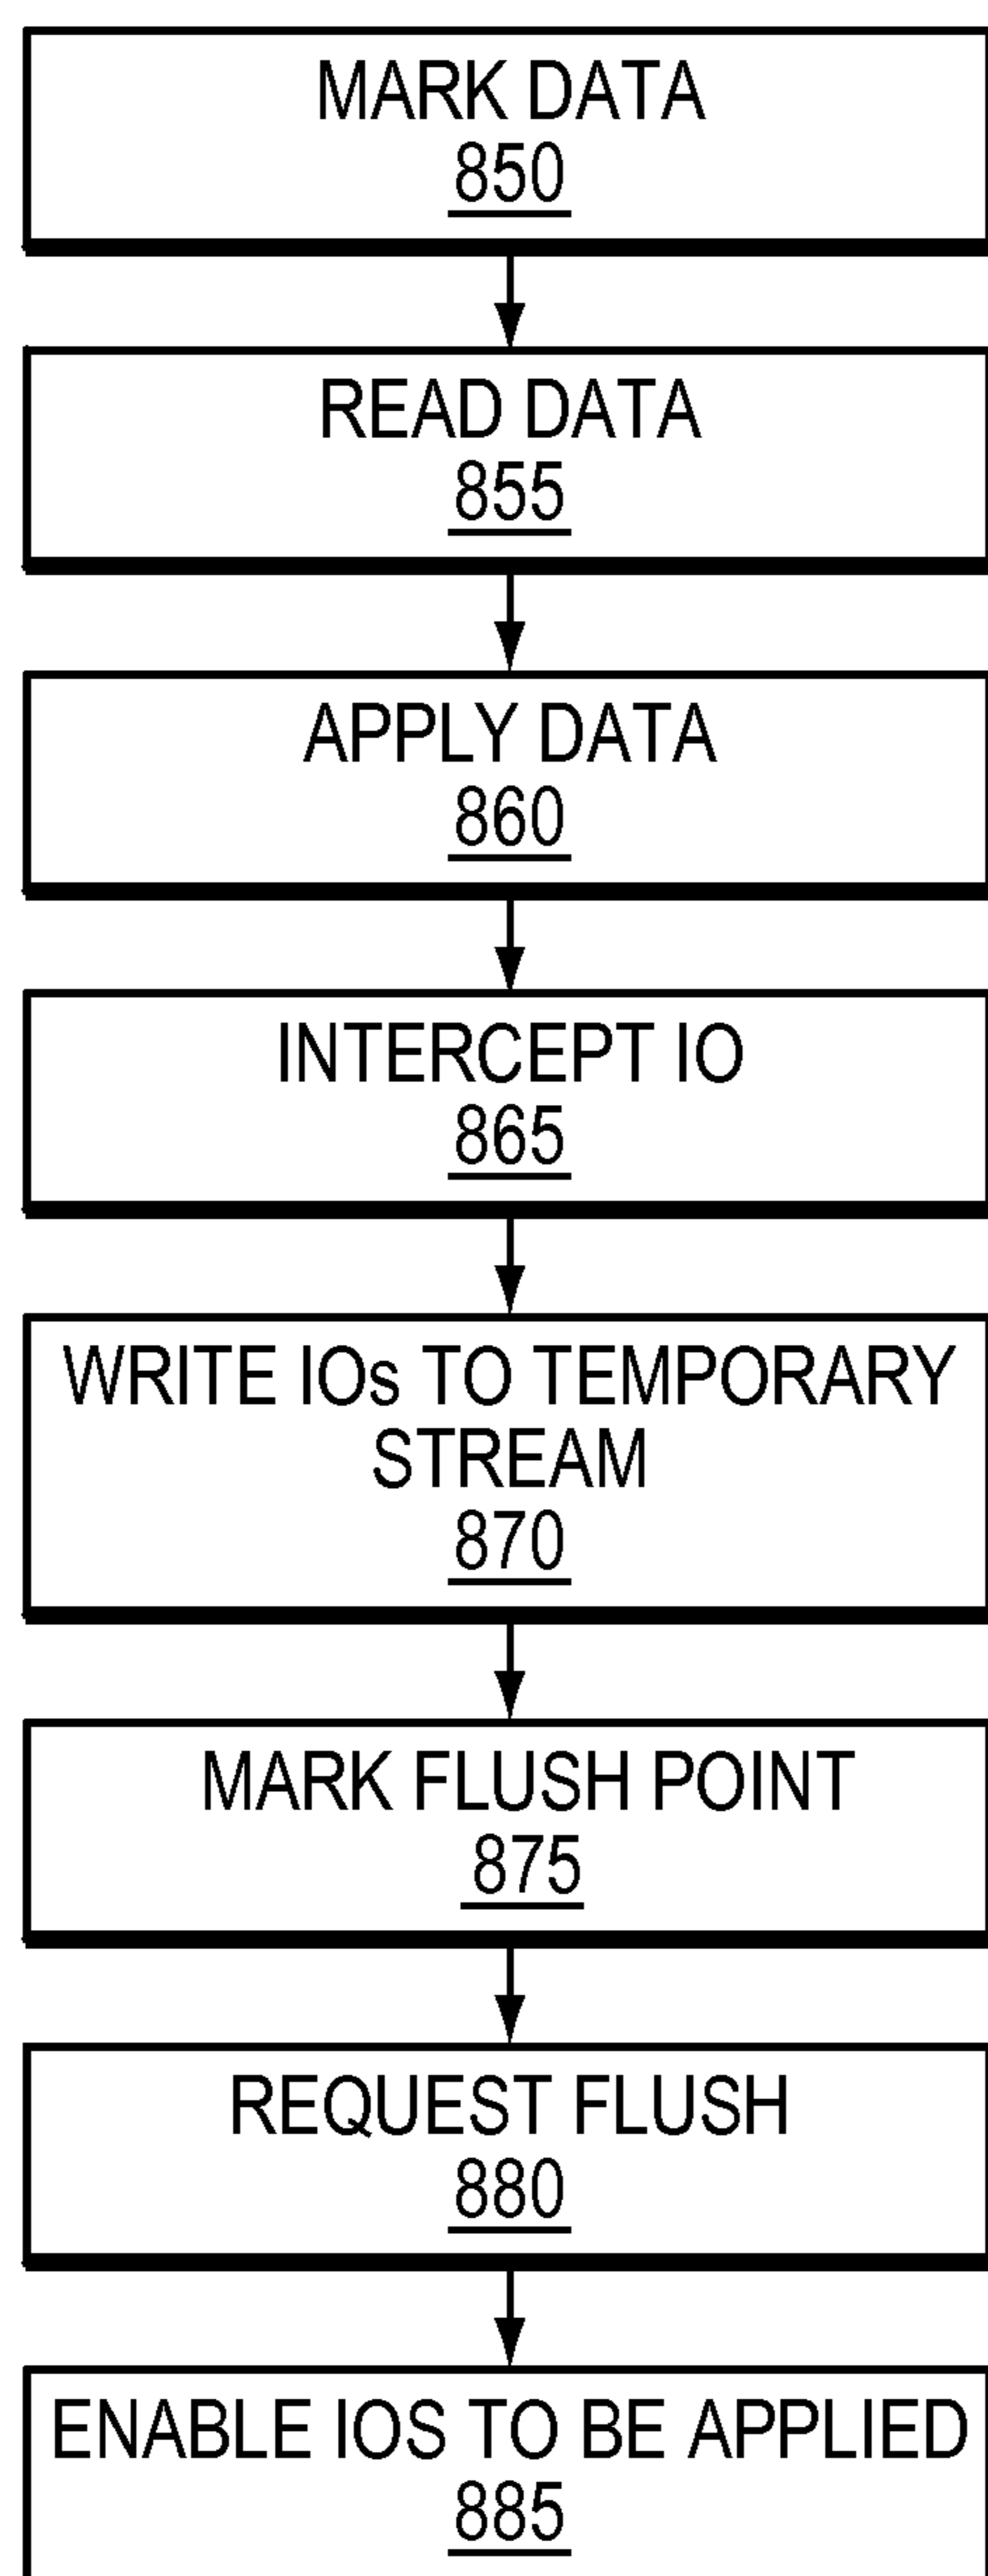 MARK DATA
850
READ DATA
855
APPLY DATA
860
INTERCEPT IO
865
WRITE IOs TO TEMPORARY
STREAM
870
MARK FLUSH POINT
875
REQUEST FLUSH
880
ENABLE IOS TO BE APPLIED
885